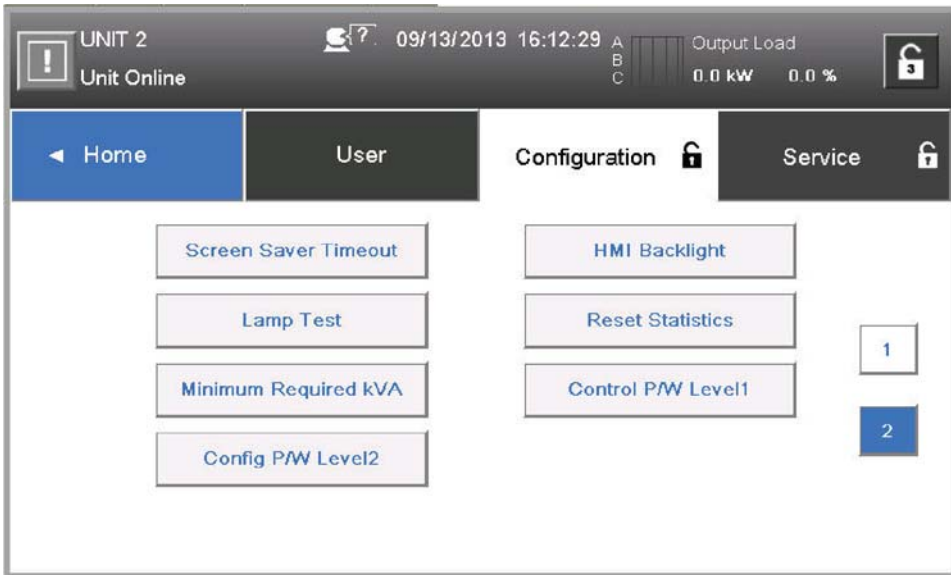 UNIT 2
? 09/13/2013 16:12:29
A
B
C
Output Load
! Unit Online
0.0 kW 0.0 %
3
◄ Home
User
Configuration
Service
Screen Saver Timeout
HMI Backlight
Lamp Test
Reset Statistics
1
Minimum Required kVA
Control P/W Level1
2
Config P/W Level2